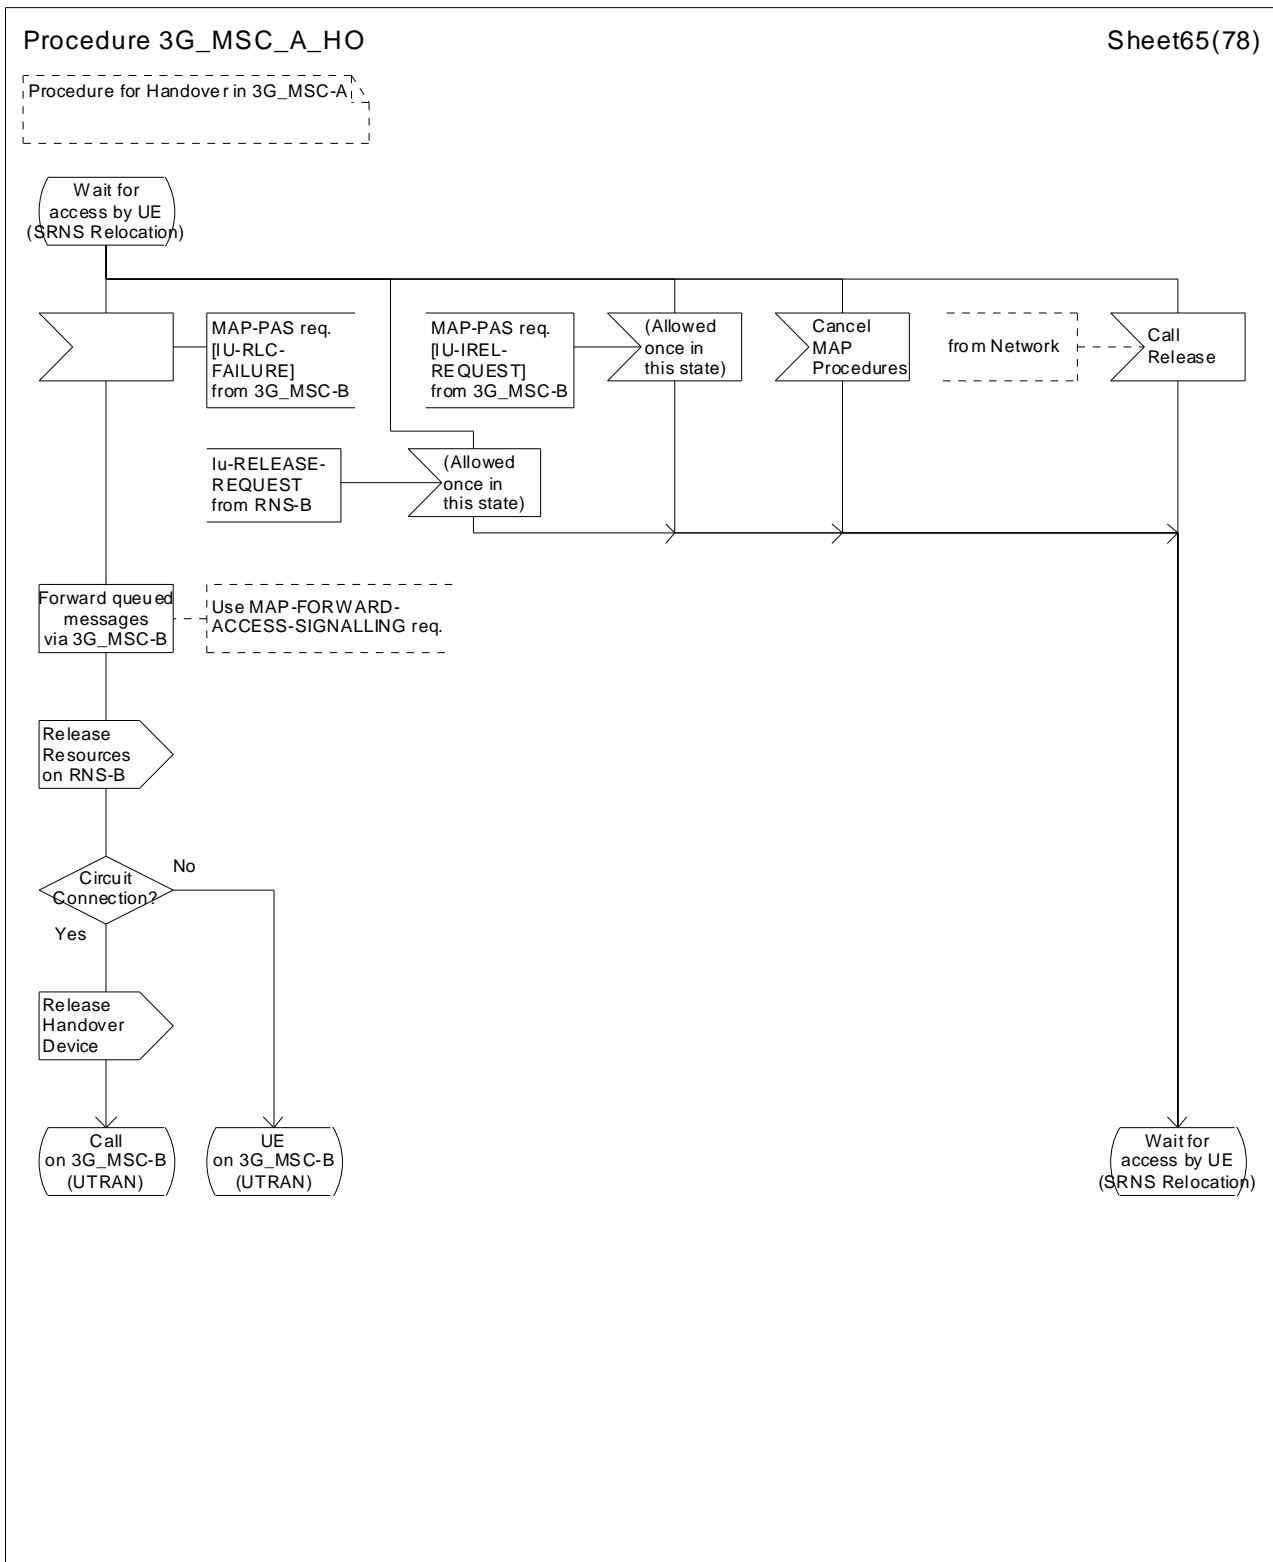 Procedure 3G_MSC_A_HO
Sheet65(78)
Procedure for Handover in 3G_MSC-A
Wait for
access by UE
(SRNS Relocation)
MAP-PAS req.
[IU-RLC-
FAILURE]
from 3G_MSC-B
MAP-PAS req.
[IU-IREL-
REQUEST]
from 3G_MSC-B
(Allowed
once in
this state)
Cancel
MAP
Procedures
from Network
Call
Release
Iu-RELEASE-
REQUEST
from RNS-B
(Allowed
once in
this state)
Forward queued
messages
via 3G_MSC-B
Use MAP-FORWARD-
ACCESS-SIGNALLING req.
Release
Resources
on RNS-B
Circuit
Connection?
No
Yes
Release
Handover
Device
Call
on 3G_MSC-B
(UTRAN)
UE
on 3G_MSC-B
(UTRAN)
Wait for
access by UE
(SRNS Relocation)